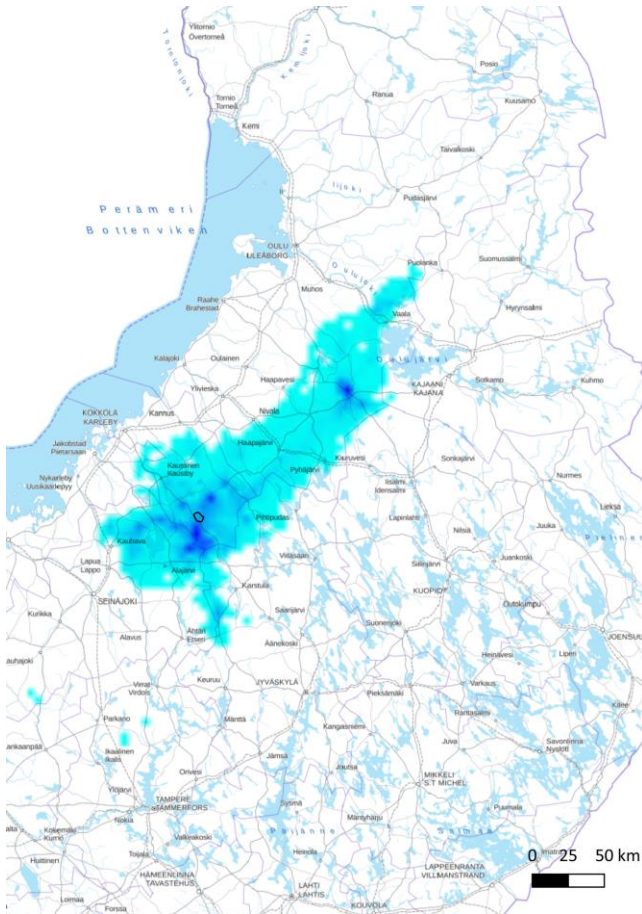 Ylitornio
Övertorneå
Tornionjoki
Kemijoki
Posio
Ranua
Kuusamo
Tornio
Torneå
Kemi
Taivalkoski
Iijoki
Pudasjärvi
Perämeri
Bottenviken
OULU
ULEÅBORG
Oulujoki
Puolanka
Suomussalmi
Muhos
Raahe
Brahestad
Vaala
Hyrynsalmi
Kalajoki
Oulainen
Oulujärvi
Haapavesi
KAJAANI
KAJANA
Sotkamo
Kuhmo
Ylivieska
KOKKOLA
KARLEBY
Kannus
Nivala
Jakobstad
Pietarsaari
Haapajärvi
Kaustinen
Kaustby
Pyhäjärvi
Kiuruvesi
Sonkajärvi
Nykarleby
Uusikaarlepyy
Iisalmi
Idensalmi
Nurmes
Pihtipudas
Lapinlahti
Lieksa
Kauhava
Nilsiä
Juuka
Pielinen
Lapua
Lappo
Alajärvi
Viitasaari
Siilinjärvi
Juankoski
SEINÄJOKI
Karstula
KUOPIO
Kurikka
Saarijärvi
Outokumpu
Alavus
Ähtäri
Etseri
Suonenjoki
JOENSUU
Äänekoski
auhajoki
Heinävesi
Liperi
Virrat
Virdois
Keuruu
JYVÄSKYLÄ
Pieksämäki
Varkaus
Kitee
Parkano
Mänttä
Kangasniemi
Rantasalmi
ankaanpää
Ikaalinen
Ikalis
Jämsä
Juva
Savonlinna
Nyslott
Orivesi
Joutsa
MIKKELI
S:T MICHEL
Ylöjärvi
TAMPERE
TAMMERFORS
Sysmä
Puumala
Nokia
Mäntyharju
Kokemäki
Kumo
Valkeakoski
Päijänne
Saimaa
Huittinen
Toijala
Heinola
Imatra
HÄMEENLINNA
TAVASTEHUS
LAPPEENRANTA
VILLMANSTRAND
Loimaa
LAHTI
LAHTIS
Forssa
KOUVOLA
0 25 50 km